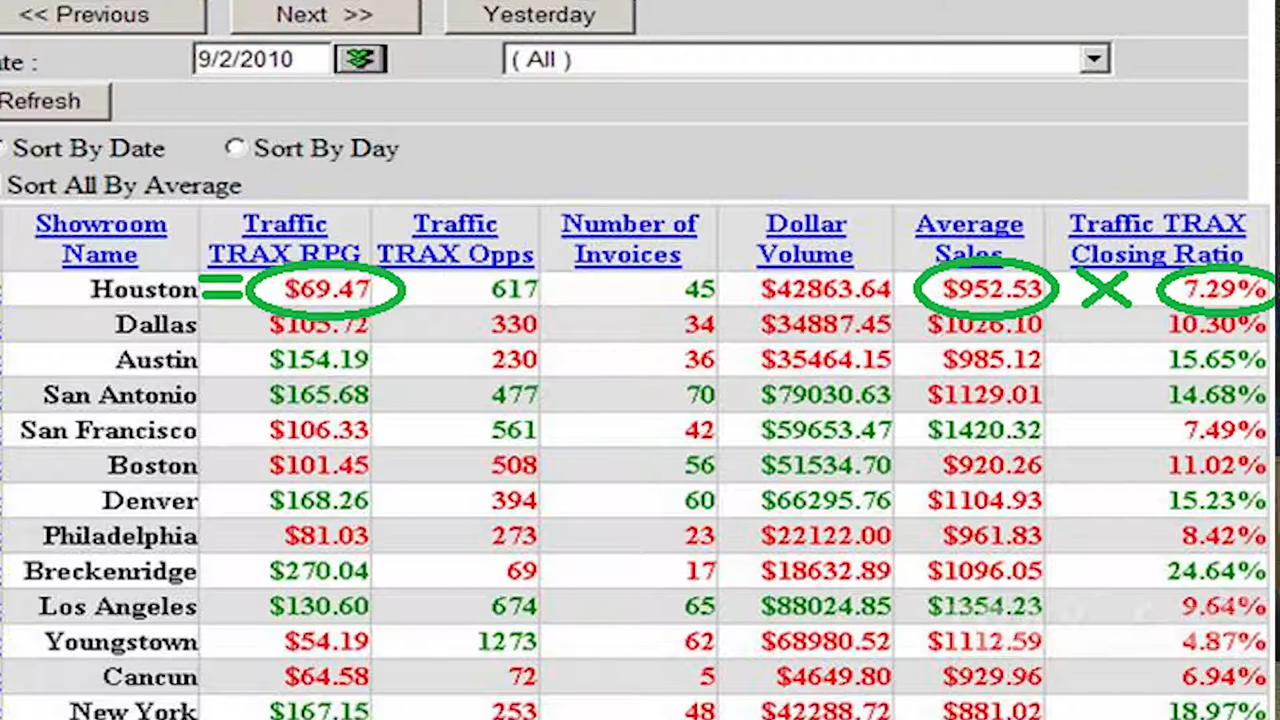 << Previous Next >> Yesterday
te : 9/2/2010 ( All )
Refresh
Sort By Date Sort By Day
Sort All By Average
Showroom Name Traffic TRAX RPG Traffic TRAX Opps Number of Invoices Dollar Volume Average Sales Traffic TRAX Closing Ratio
Houston = $69.47 617 45 $42863.64 $952.53 X 7.29%
Dallas $105.72 330 34 $34887.45 $1026.10 10.30%
Austin $154.19 230 36 $35464.15 $985.12 15.65%
San Antonio $165.68 477 70 $79030.63 $1129.01 14.68%
San Francisco $106.33 561 42 $59653.47 $1420.32 7.49%
Boston $101.45 508 56 $51534.70 $920.26 11.02%
Denver $168.26 394 60 $66295.76 $1104.93 15.23%
Philadelphia $81.03 273 23 $22122.00 $961.83 8.42%
Breckenridge $270.04 69 17 $18632.89 $1096.05 24.64%
Los Angeles $130.60 674 65 $88024.85 $1354.23 9.64%
Youngstown $54.19 1273 62 $68980.52 $1112.59 4.87%
Cancun $64.58 72 5 $4649.80 $929.96 6.94%
New York $167.15 253 48 $42288.72 $881.02 18.97%